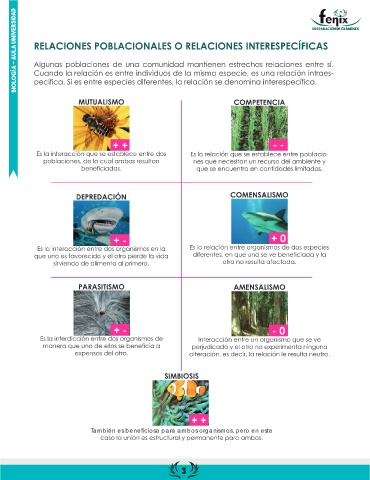 BIOLOGÍA - AULA UNIVERSIDAD
fenix
PREPARACIÓN DE EXÁMENES
RELACIONES POBLACIONALES O RELACIONES INTERESPECÍFICAS
Algunas poblaciones de una comunidad mantienen estrechas relaciones entre sí.
Cuando la relación es entre individuos de la misma especie, es una relación intraes-
pecífica. Si es entre especies diferentes, la relación se denomina interespecífica.
MUTUALISMO
+ +
Es la interacción que se establece entre dos
poblaciones, de la cual ambas resultan
beneficiadas.
COMPETENCIA
- -
Es la relación que se establece entre poblacio-
nes que necesitan un recurso del ambiente y
que se encuentra en cantidades limitadas.
DEPREDACIÓN
+ -
Es la interacción entre dos organismos en la
que uno es favorecido y el otro pierde la vida
sirviendo de alimento al primero.
COMENSALISMO
+ 0
Es la relación entre organismos de dos especies
diferentes, en que una se ve beneficiada y la
otra no resulta afectada.
PARASITISMO
+ -
Es la interdicción entre dos organismos de
manera que uno de ellos se beneficia a
expensas del otro.
AMENSALISMO
- 0
Interacción entre un organismo que se ve
perjudicado y el otro no experimenta ninguna
alteración, es decir, la relación le resulta neutra.
SIMBIOSIS
+ +
También es beneficiosa para ambos organismos, pero en este
caso la unión es estructural y permanente para ambos.
3